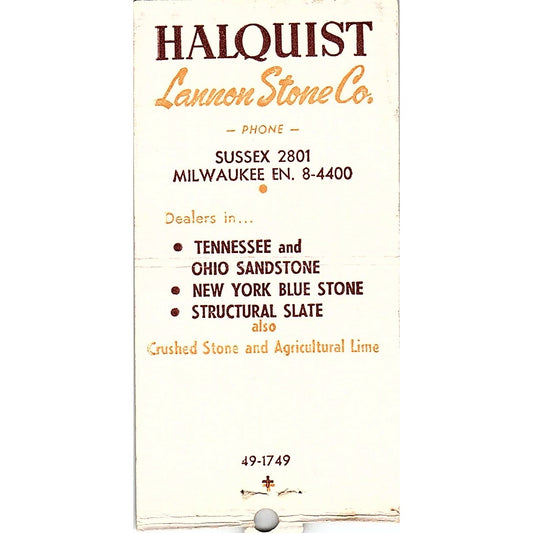 HALQUIST
Lannon Stone Co.
– PHONE –
SUSSEX 2801
MILWAUKEE EN. 8-4400
Dealers in...
• TENNESSEE and
OHIO SANDSTONE
• NEW YORK BLUE STONE
• STRUCTURAL SLATE
also
Crushed Stone and Agricultural Lime
49-1749